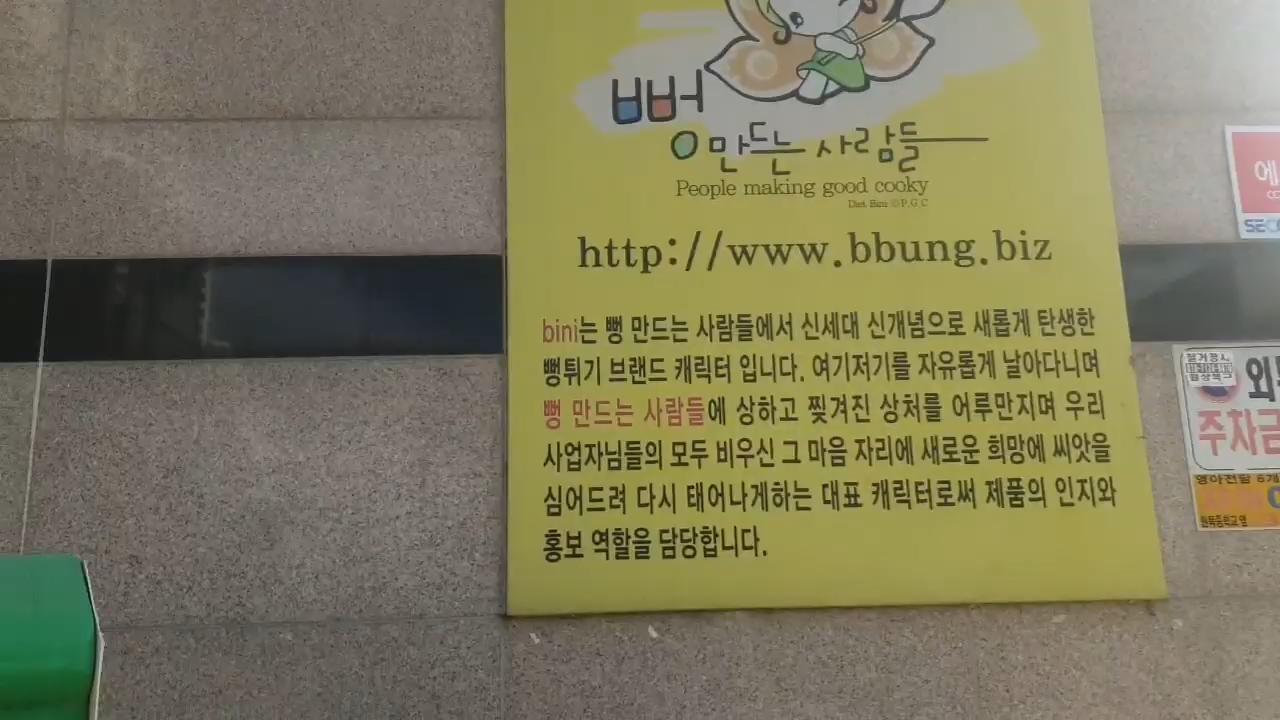 뻥
만드는 사람들
People making good cooky
Diet Bini © P.G.C
http://www.bbung.biz
bini는 뻥 만드는 사람들에서 신세대 신개념으로 새롭게 탄생한
뻥튀기 브랜드 캐릭터 입니다. 여기저기를 자유롭게 날아다니며
뻥 만드는 사람들에 상하고 찢겨진 상처를 어루만지며 우리
사업자님들의 모두 비우신 그 마음 자리에 새로운 희망에 씨앗을
심어드려 다시 태어나게하는 대표 캐릭터로써 제품의 인지와
홍보 역할을 담당합니다.
에
SECO
외
주차금
영아전담